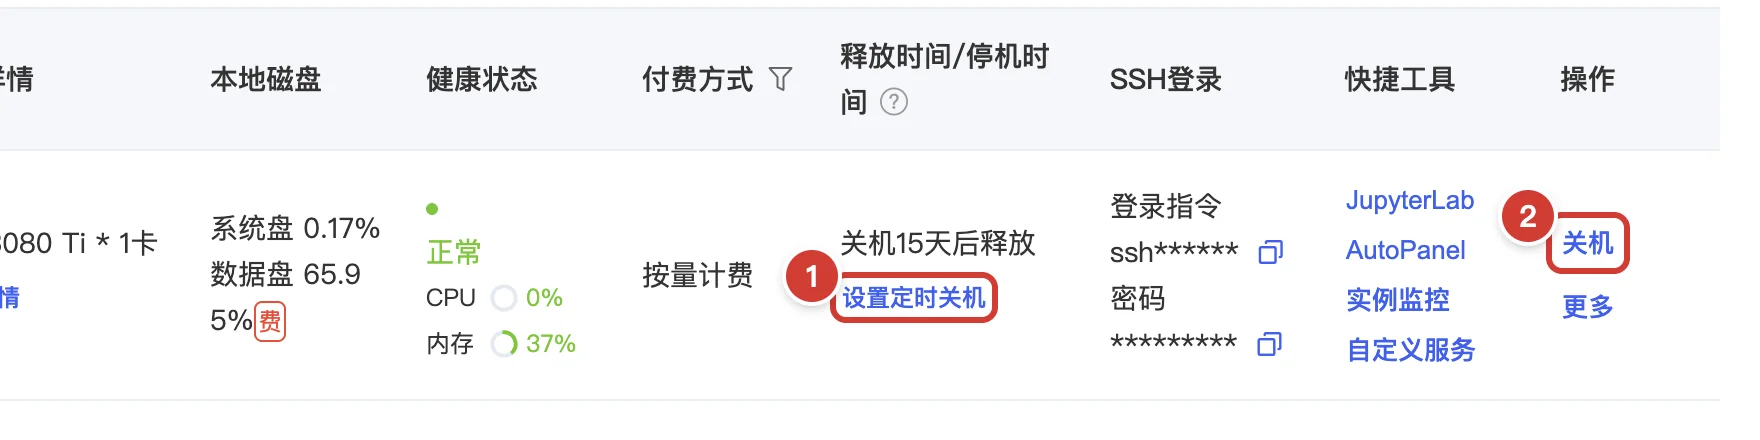 详情
本地磁盘
健康状态
付费方式
释放时间/停机时
间 ?
SSH登录
快捷工具
操作
3080 Ti * 1卡
情
系统盘 0.17%
数据盘 65.9
5%费
正常
CPU 0%
内存 37%
按量计费
关机15天后释放
1
设置定时关机
登录指令
ssh******
密码
*********
JupyterLab
AutoPanel
实例监控
自定义服务
2
关机
更多